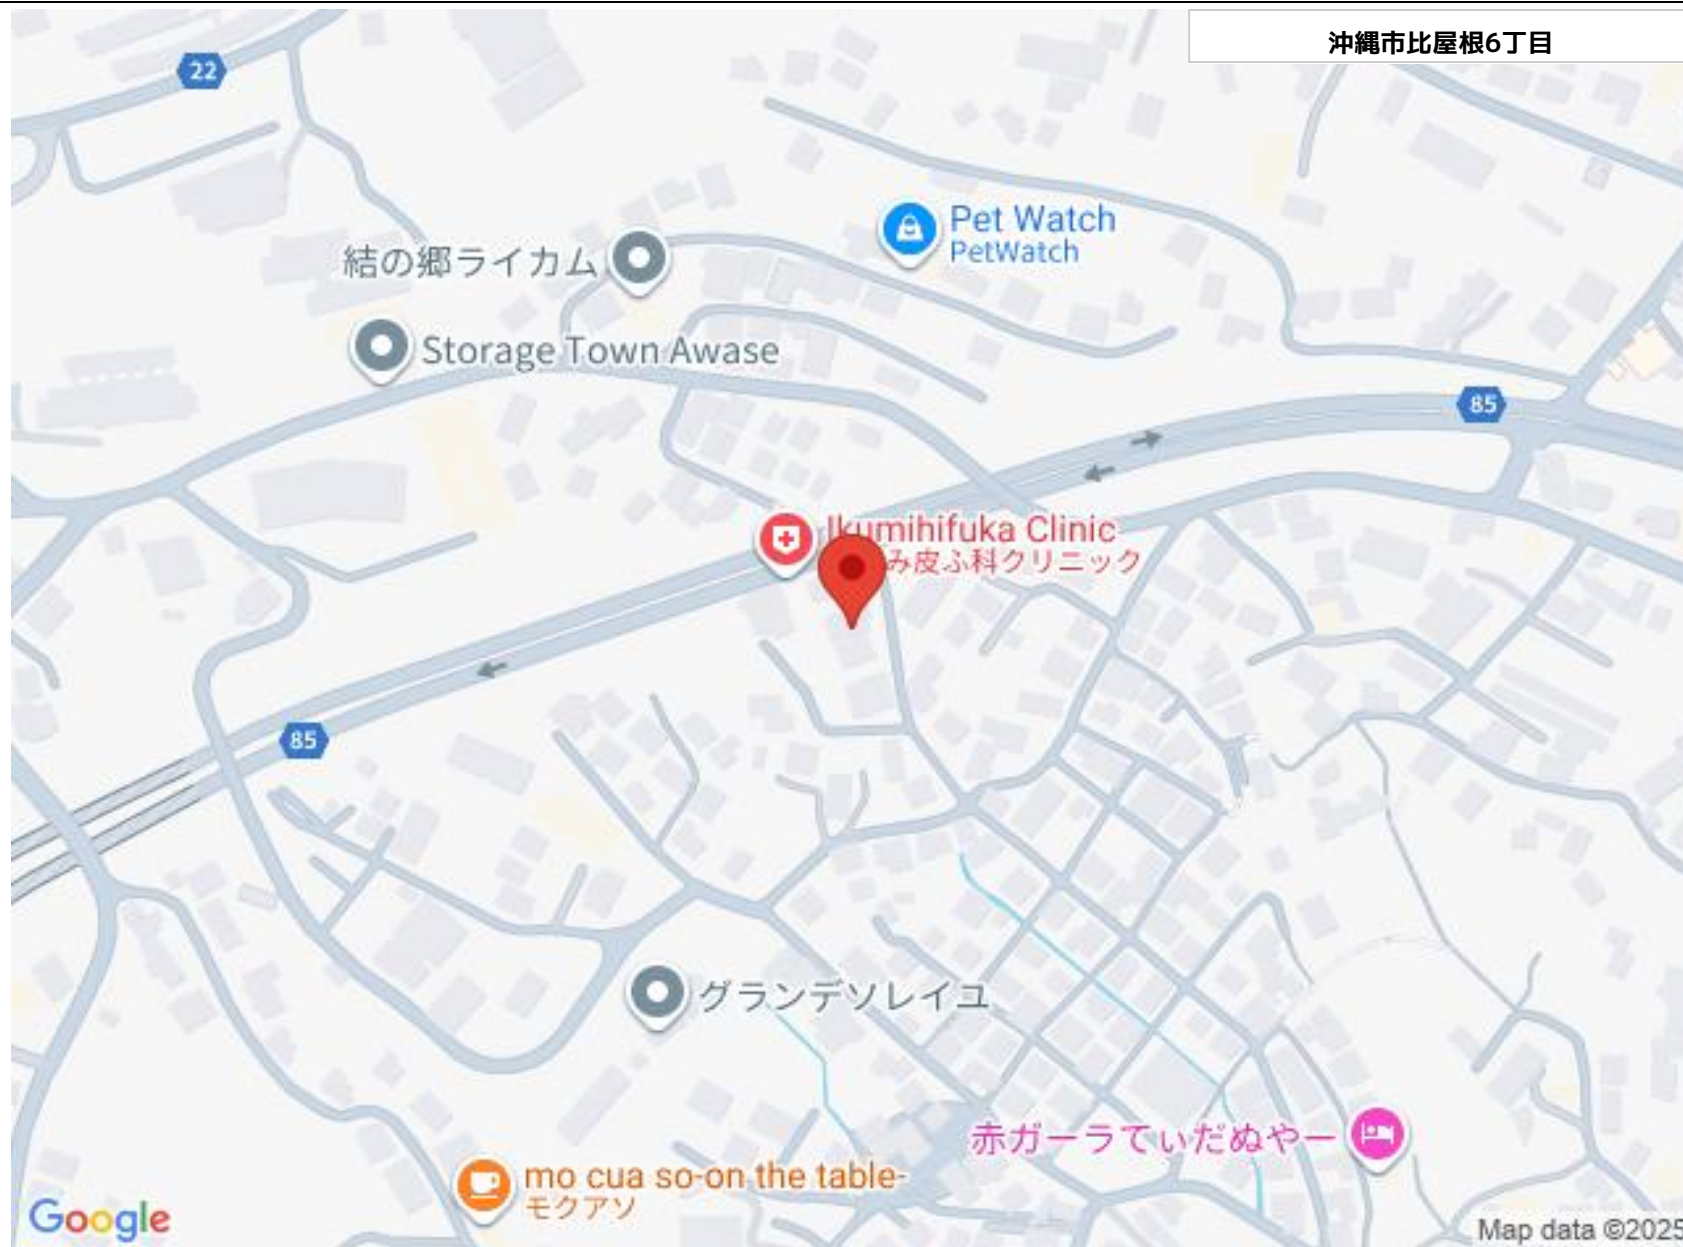 沖縄市比屋根6丁目
22
Pet Watch
PetWatch
結の郷ライカム
Storage Town Awase
85
Ikumihifuka Clinic
み皮ふ科クリニック
85
グランデソレイユ
赤ガーラてぃだぬやー
mo cua so-on the table-
モクアソ
Google
Map data ©2025